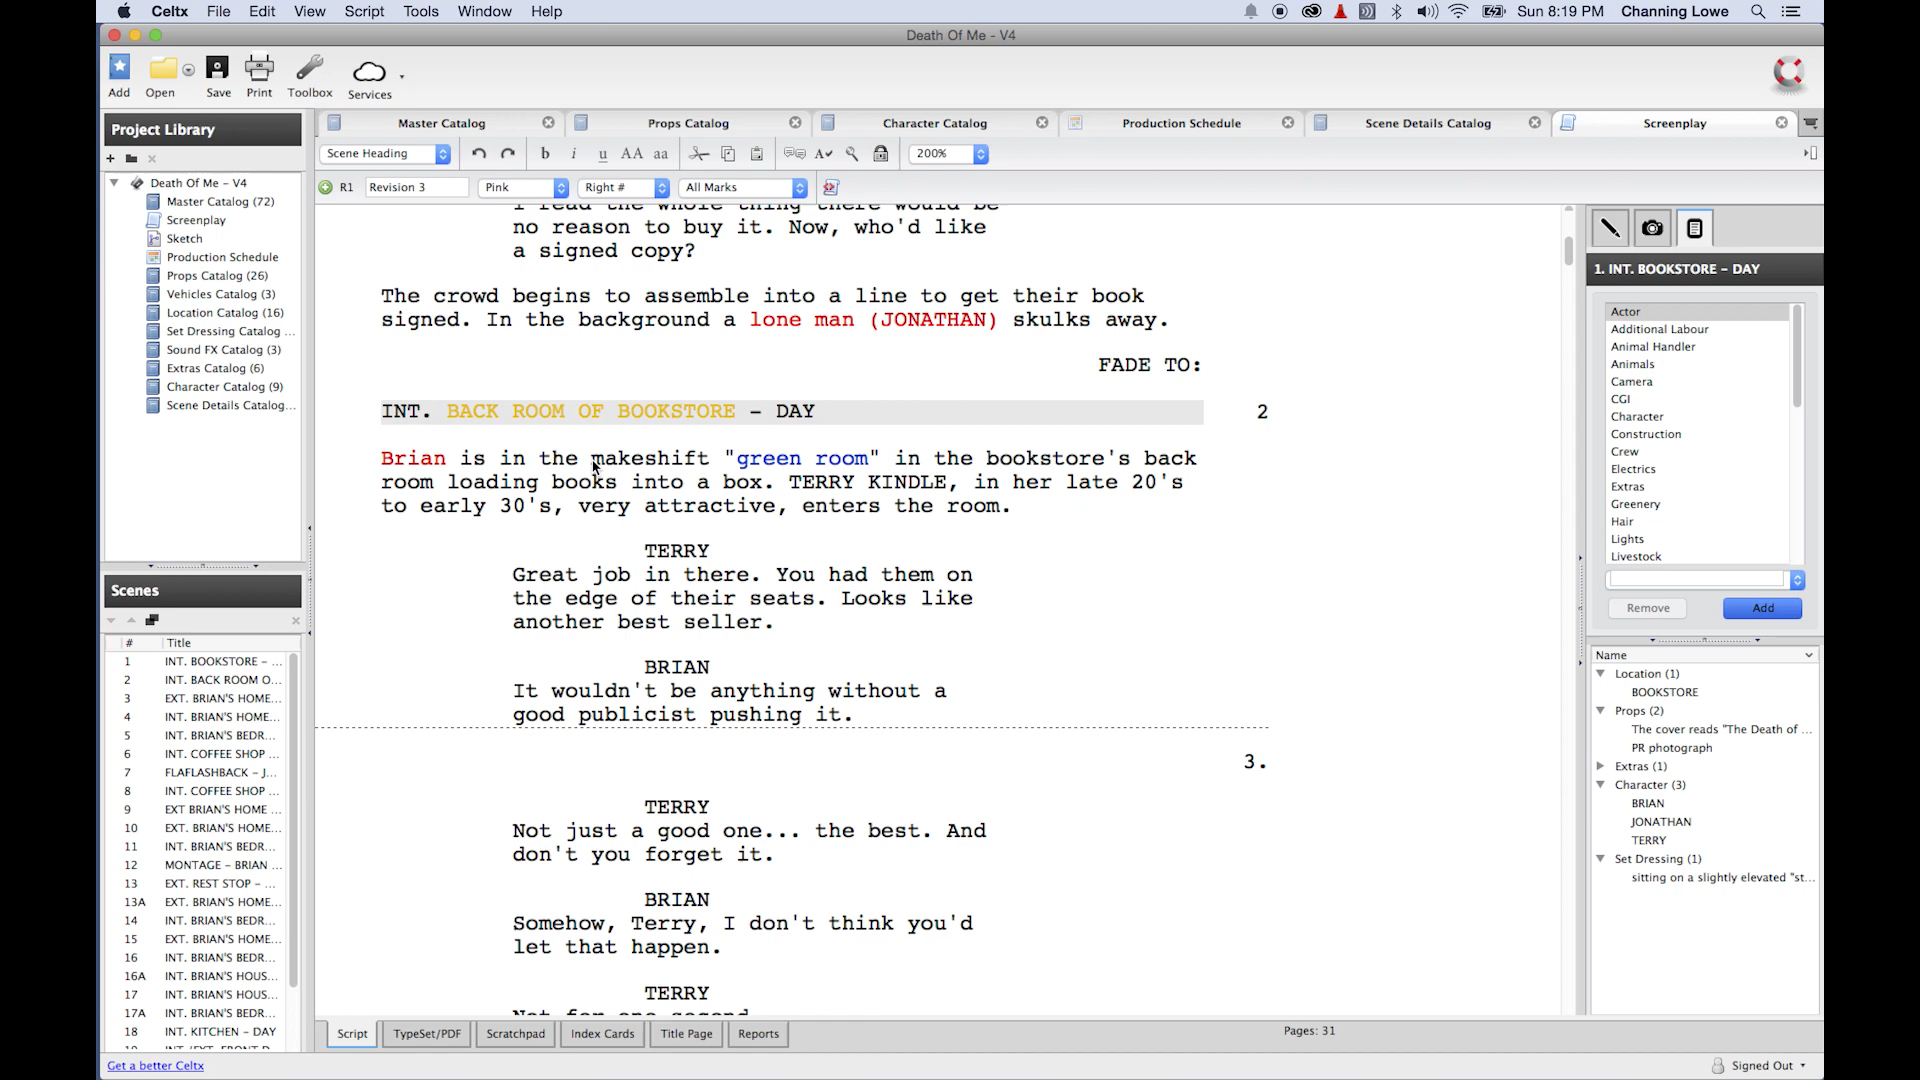 Celtx File Edit View Script Tools Window Help
Sun 8:19 PM Channing Lowe
Death Of Me - V4
Add Open Save Print Toolbox Services
Project Library
Death Of Me - V4
Master Catalog (72)
Screenplay
Sketch
Production Schedule
Props Catalog (26)
Vehicles Catalog (3)
Location Catalog (16)
Set Dressing Catalog ...
Sound FX Catalog (3)
Extras Catalog (6)
Character Catalog (9)
Scene Details Catalog...
Scenes
# Title
1 INT. BOOKSTORE - ...
2 INT. BACK ROOM O...
3 EXT. BRIAN'S HOME...
4 INT. BRIAN'S HOME...
5 INT. BRIAN'S BEDR...
6 INT. COFFEE SHOP ...
7 FLAFLASHBACK - J...
8 INT. COFFEE SHOP ...
9 EXT BRIAN'S HOME ...
10 EXT. BRIAN'S HOME...
11 INT. BRIAN'S BEDR...
12 MONTAGE - BRIAN ...
13 EXT. REST STOP - ...
13A EXT. BRIAN'S HOME...
14 INT. BRIAN'S BEDR...
15 EXT. BRIAN'S HOME...
16 INT. BRIAN'S BEDR...
16A INT. BRIAN'S HOUS...
17 INT. BRIAN'S HOUS...
17A INT. BRIAN'S BEDR...
18 INT. KITCHEN - DAY
Get a better Celtx
Master Catalog Props Catalog Character Catalog Production Schedule Scene Details Catalog Screenplay
Scene Heading b i u AA aa 200%
R1 Revision 3 Pink Right # All Marks
I read the whole thing there would be
no reason to buy it. Now, who'd like
a signed copy?
The crowd begins to assemble into a line to get their book
signed. In the background a lone man (JONATHAN) skulks away.
FADE TO:
INT. BACK ROOM OF BOOKSTORE - DAY 2
Brian is in the makeshift "green room" in the bookstore's back
room loading books into a box. TERRY KINDLE, in her late 20's
to early 30's, very attractive, enters the room.
TERRY
Great job in there. You had them on
the edge of their seats. Looks like
another best seller.
BRIAN
It wouldn't be anything without a
good publicist pushing it.
3.
TERRY
Not just a good one... the best. And
don't you forget it.
BRIAN
Somehow, Terry, I don't think you'd
let that happen.
TERRY
Not for one second
Script TypeSet/PDF Scratchpad Index Cards Title Page Reports
Pages: 31
1. INT. BOOKSTORE - DAY
Actor
Additional Labour
Animal Handler
Animals
Camera
CGI
Character
Construction
Crew
Electrics
Extras
Greenery
Hair
Lights
Livestock
Remove Add
Name
Location (1)
BOOKSTORE
Props (2)
The cover reads "The Death of ...
PR photograph
Extras (1)
Character (3)
BRIAN
JONATHAN
TERRY
Set Dressing (1)
sitting on a slightly elevated "st...
Signed Out